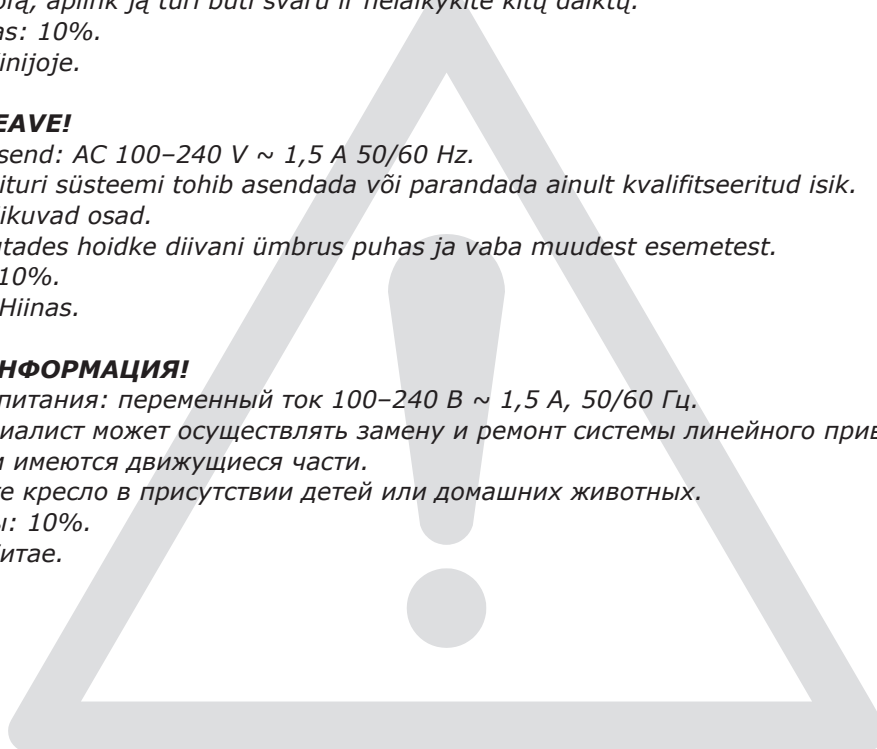 ofą, aplink ją turi būti švaru ir nelaikykite kitų daiktų.
as: 10%.
inijoje.
EAVE!
send: AC 100–240 V ~ 1,5 A 50/60 Hz.
ituri süsteemi tohib asendada või parandada ainult kvalifitseeritud isik.
ikuvad osad.
tades hoidke diivani ümbrus puhas ja vaba muudest esemetest.
10%.
Hiinas.
НФОРМАЦИЯ!
питания: переменный ток 100–240 В ~ 1,5 А, 50/60 Гц.
иалист может осуществлять замену и ремонт системы линейного прив
и имеются движущиеся части.
е кресло в присутствии детей или домашних животных.
ы: 10%.
итае.